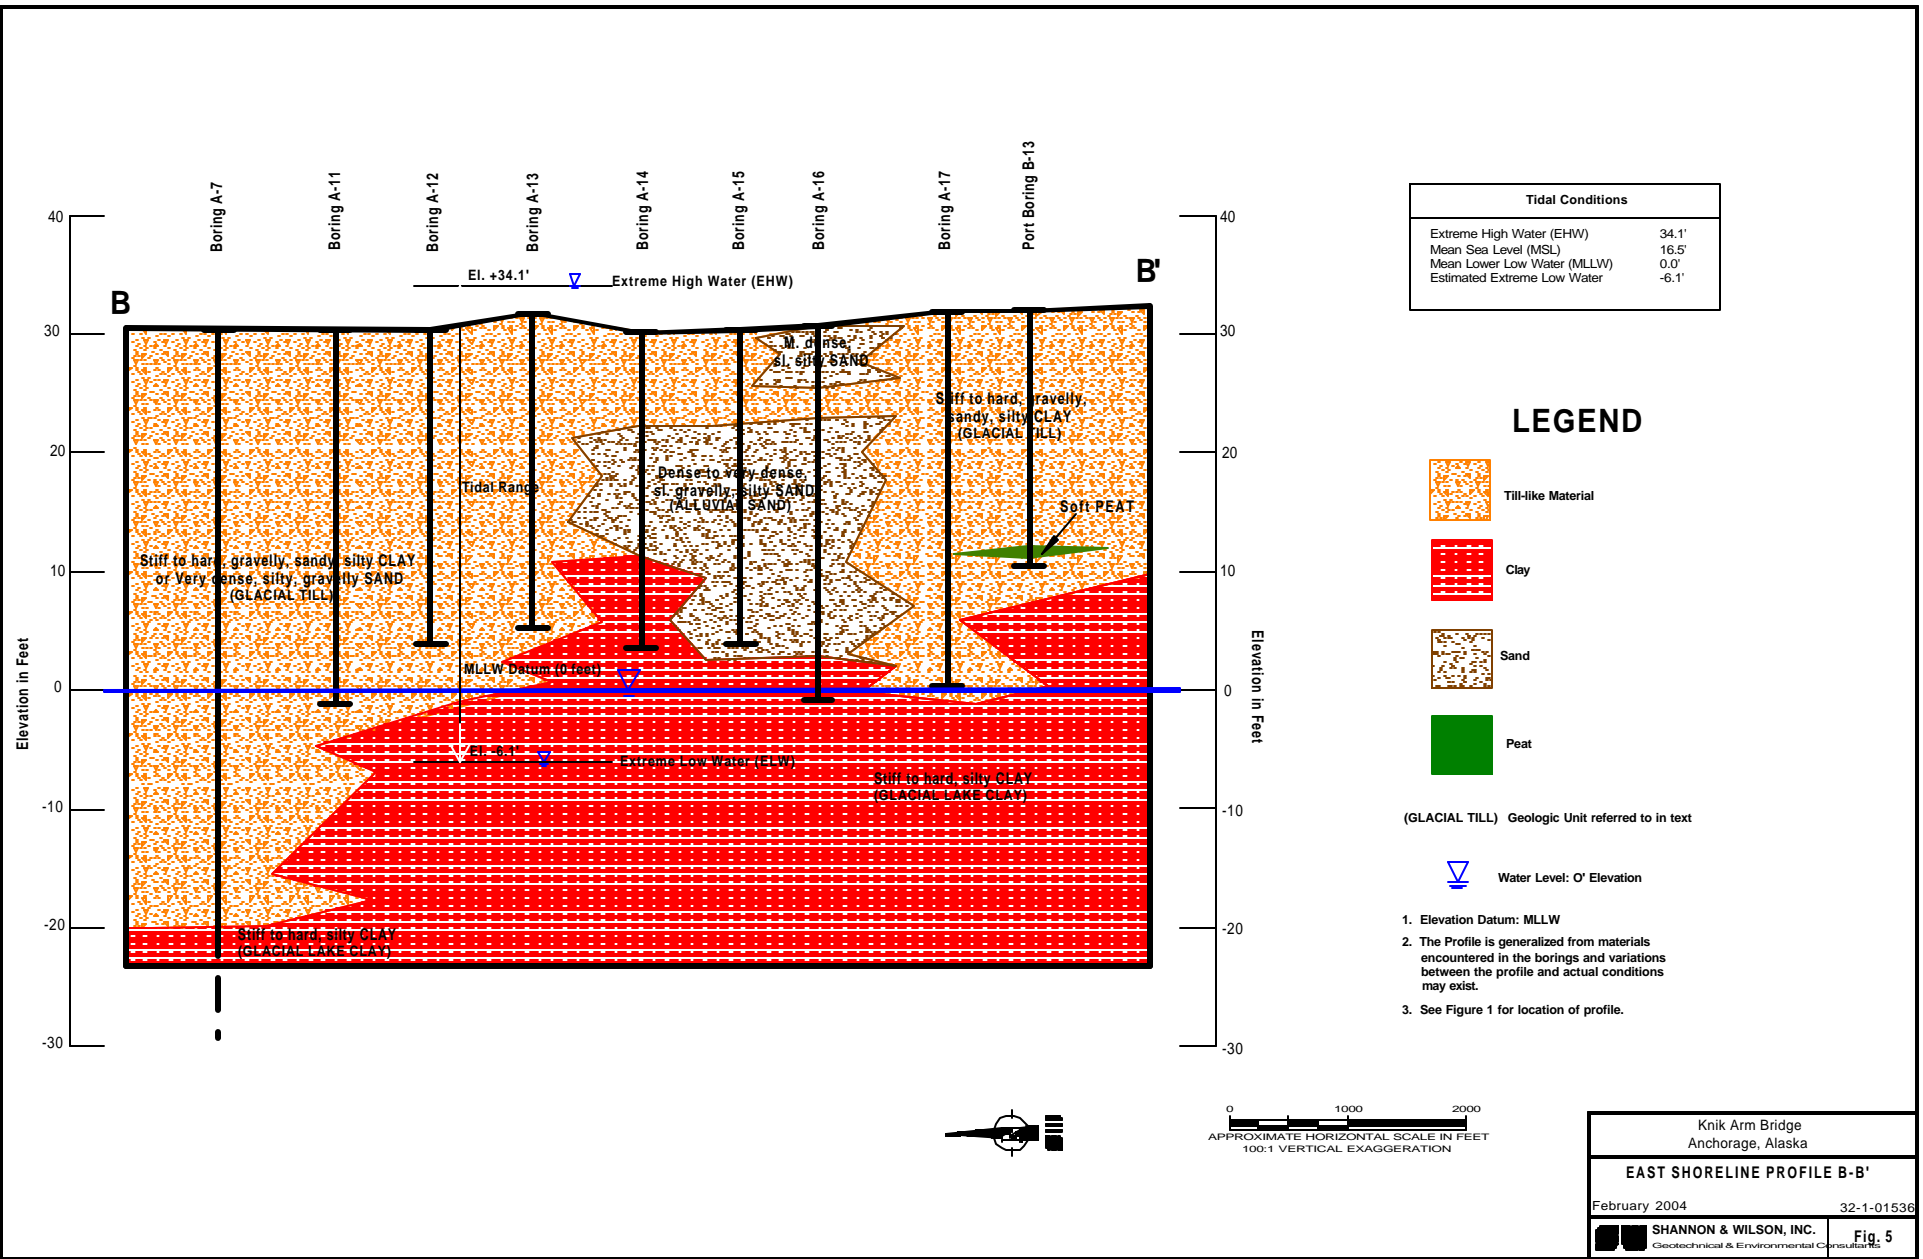 Boring A-7
Boring A-11
Boring A-12
Boring A-13
Boring A-14
Boring A-15
Boring A-16
Boring A-17
Port Boring B-13
40
30
20
10
0
-10
-20
-30
Elevation in Feet
B
B'
El. +34.1'
Extreme High Water (EHW)
M. dense,
sl. silty SAND
Stiff to hard, gravelly,
sandy, silty CLAY
(GLACIAL TILL)
Dense to very dense,
sl. gravelly, silty SAND
(ALLUVIAL SAND)
Tidal Range
Soft PEAT
Stiff to hard, gravelly, sandy, silty CLAY
or Very dense, silty, gravelly SAND
(GLACIAL TILL)
MLLW Datum (0 feet)
El. -6.1'
Extreme Low Water (ELW)
Stiff to hard, silty CLAY
(GLACIAL LAKE CLAY)
Stiff to hard, silty CLAY
(GLACIAL LAKE CLAY)
40
30
20
10
0
-10
-20
-30
Elevation in Feet
Tidal Conditions
Extreme High Water (EHW) 34.1'
Mean Sea Level (MSL) 16.5'
Mean Lower Low Water (MLLW) 0.0'
Estimated Extreme Low Water -6.1'
LEGEND
Till-like Material
Clay
Sand
Peat
(GLACIAL TILL) Geologic Unit referred to in text
Water Level: O' Elevation
1. Elevation Datum: MLLW
2. The Profile is generalized from materials
encountered in the borings and variations
between the profile and actual conditions
may exist.
3. See Figure 1 for location of profile.
0 1000 2000
APPROXIMATE HORIZONTAL SCALE IN FEET
100:1 VERTICAL EXAGGERATION
Knik Arm Bridge
Anchorage, Alaska
EAST SHORELINE PROFILE B-B'
February 2004 32-1-01536
SHANNON & WILSON, INC.
Geotechnical & Environmental Consultants
Fig. 5